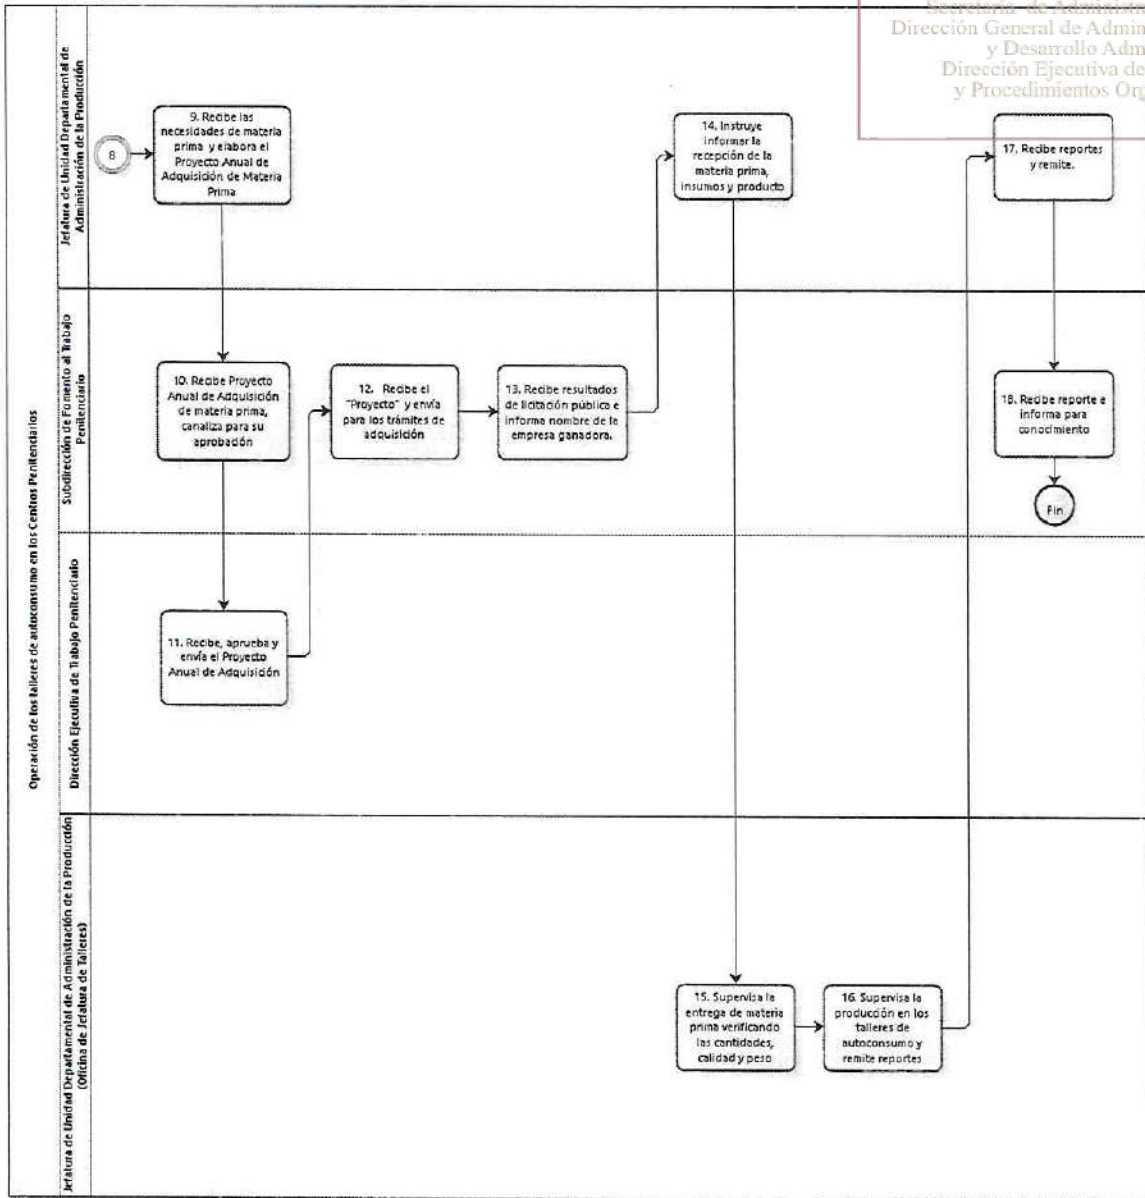 Secretaría de Administra
Dirección General de Admin
y Desarrollo Adm
Dirección Ejecutiva de
y Procedimientos Org
Operación de los talleres de autoconsumo en los Centros Penitenciarios
Jefatura de Unidad Departamental de
Administración de la Producción
8
9. Recibe las
necesidades de materia
prima y elabora el
Proyecto Anual de
Adquisición de Materia
Prima
14. Instruye
informar la
recepción de la
materia prima,
insumos y producto
17. Recibe reportes
y remite.
Subdirección de Fomento al Trabajo
Penitenciario
10. Recibe Proyecto
Anual de Adquisición
de materia prima,
canaliza para su
aprobación
12. Recibe el
"Proyecto" y envía
para los trámites de
adquisición
13. Recibe resultados
de licitación pública e
informa nombre de la
empresa ganadora.
18. Recibe reporte e
informa para
conocimiento
Fin
Dirección Ejecutiva de Trabajo Penitenciario
11. Recibe, aprueba y
envía el Proyecto
Anual de Adquisición
Jefatura de Unidad Departamental de Administración de la Producción
(Oficina de Jefatura de Talleres)
15. Supervisa la
entrega de materia
prima verificando
las cantidades,
calidad y peso
16. Supervisa la
producción en los
talleres de
autoconsumo y
remite reportes